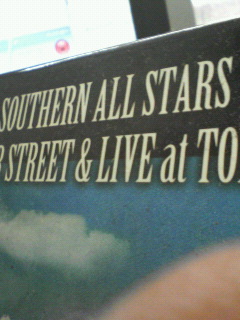 SOUTHERN ALL STARS
STREET & LIVE at